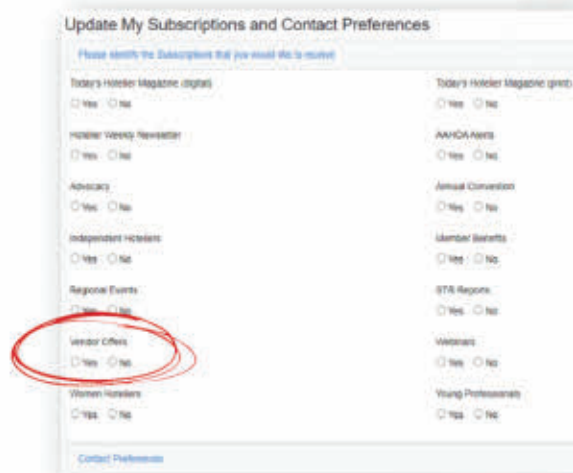 Update My Subscriptions and Contact Preferences
Please identify the Subscriptions that you would like to receive
Today's Hotelier Magazine (digital)
Yes No
Today's Hotelier Magazine (print)
Yes No
Hotelier Weekly Newsletter
Yes No
AAHOA Alerts
Yes No
Advocacy
Yes No
Annual Convention
Yes No
Independent Hoteliers
Yes No
Member Benefits
Yes No
Regional Events
Yes No
STR Reports
Yes No
Vendor Offers
Yes No
Webinars
Yes No
Women Hoteliers
Yes No
Young Professionals
Yes No
Contact Preferences